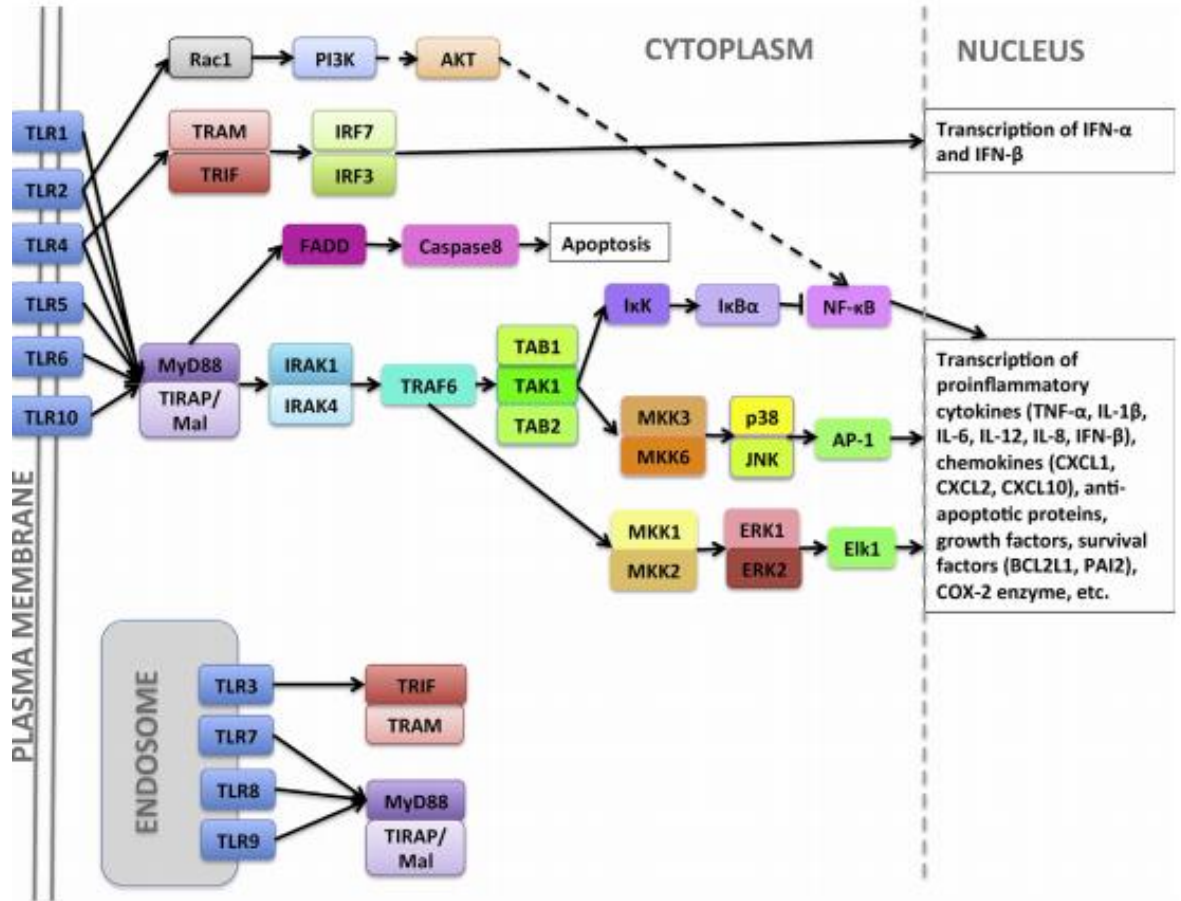 CYTOPLASM
NUCLEUS
Rac1
PI3K
AKT
TLR1
TLR2
TLR4
TLR5
TLR6
TLR10
TRAM
TRIF
IRF7
IRF3
Transcription of IFN-α
and IFN-β
FADD
Caspase8
Apoptosis
IκK
IκBα
NF-κB
MyD88
TIRAP/
Mal
IRAK1
IRAK4
TRAF6
TAB1
TAK1
TAB2
MKK3
MKK6
p38
JNK
AP-1
MKK1
MKK2
ERK1
ERK2
Elk1
Transcription of
proinflammatory
cytokines (TNF-α, IL-1β,
IL-6, IL-12, IL-8, IFN-β),
chemokines (CXCL1,
CXCL2, CXCL10), anti-
apoptotic proteins,
growth factors, survival
factors (BCL2L1, PAI2),
COX-2 enzyme, etc.
PLASMA MEMBRANE
ENDOSOME
TLR3
TLR7
TLR8
TLR9
TRIF
TRAM
MyD88
TIRAP/
Mal